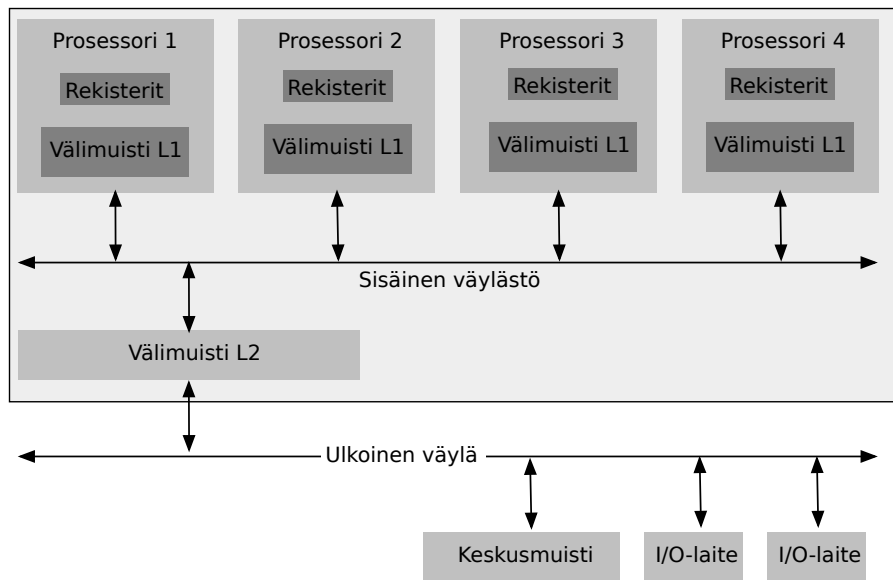 Prosessori 1
Prosessori 2
Prosessori 3
Prosessori 4
Rekisterit
Rekisterit
Rekisterit
Rekisterit
Välimuisti L1
Välimuisti L1
Välimuisti L1
Välimuisti L1
Sisäinen väylästö
Välimuisti L2
Ulkoinen väylä
Keskusmuisti
I/O-laite
I/O-laite